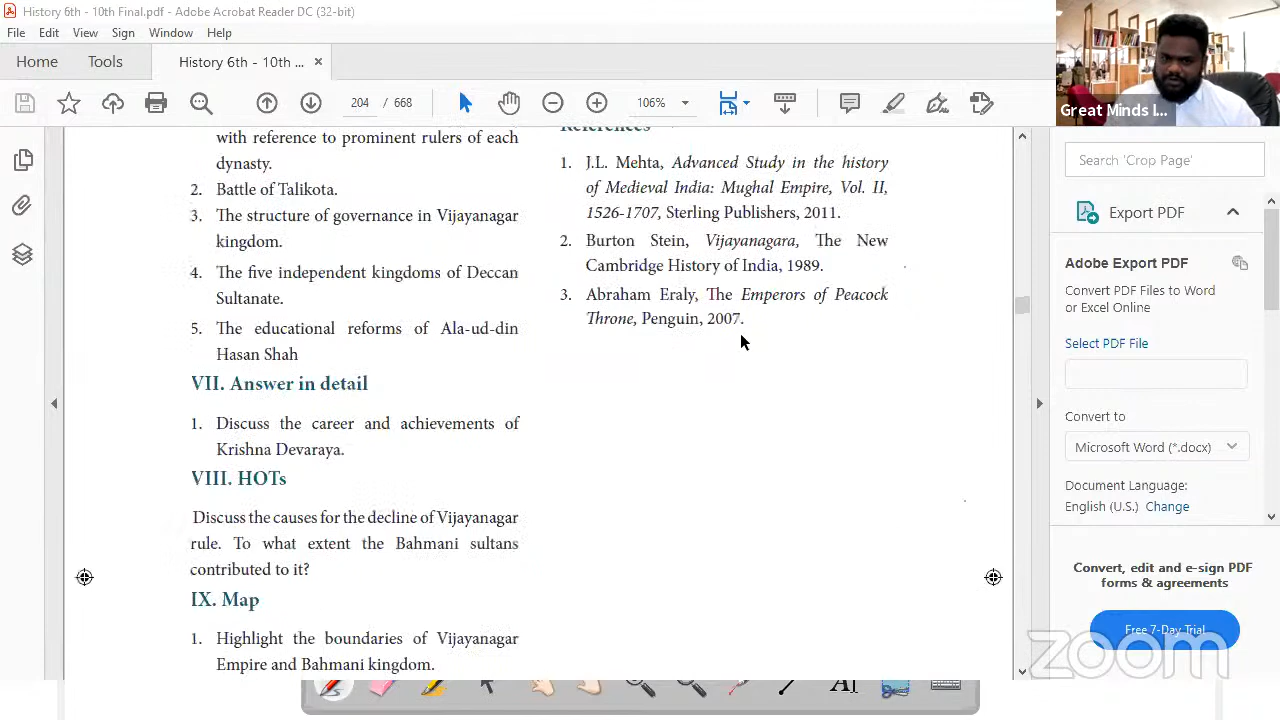 History 6th - 10th Final.pdf - Adobe Acrobat Reader DC (32-bit)
File Edit View Sign Window Help
Home Tools History 6th - 10th ... ×
204 / 668 106%
Great Minds I...
with reference to prominent rulers of each
dynasty.
2. Battle of Talikota.
3. The structure of governance in Vijayanagar
kingdom.
4. The five independent kingdoms of Deccan
Sultanate.
5. The educational reforms of Ala-ud-din
Hasan Shah
VII. Answer in detail
1. Discuss the career and achievements of
Krishna Devaraya.
VIII. HOTs
Discuss the causes for the decline of Vijayanagar
rule. To what extent the Bahmani sultans
contributed to it?
IX. Map
1. Highlight the boundaries of Vijayanagar
Empire and Bahmani kingdom.
References
1. J.L. Mehta, Advanced Study in the history
of Medieval India: Mughal Empire, Vol. II,
1526-1707, Sterling Publishers, 2011.
2. Burton Stein, Vijayanagara, The New
Cambridge History of India, 1989.
3. Abraham Eraly, The Emperors of Peacock
Throne, Penguin, 2007.
Search 'Crop Page'
Export PDF
Adobe Export PDF
Convert PDF Files to Word
or Excel Online
Select PDF File
Convert to
Microsoft Word (*.docx)
Document Language:
English (U.S.) Change
Convert, edit and e-sign PDF
forms & agreements
Free 7-Day Trial
zoom